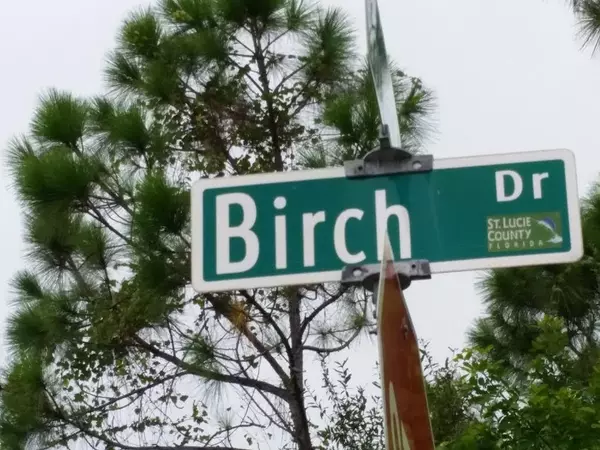 Birch Dr
ST. LUCIE
COUNTY
FLORIDA